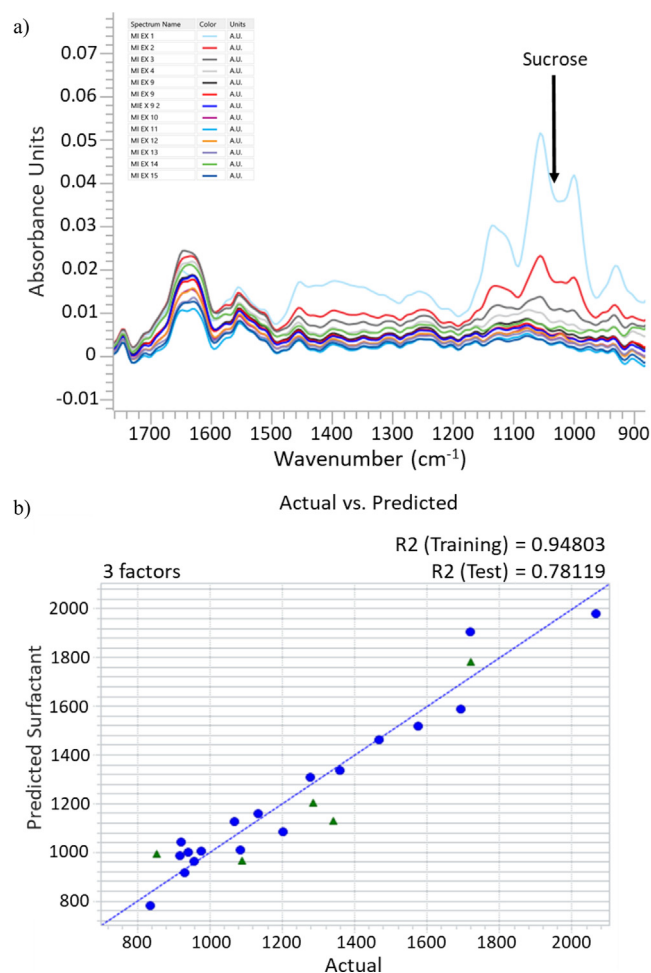 a)
Spectrum Name Color Units
MI EX 1 A.U.
MI EX 2 A.U.
MI EX 3 A.U.
MI EX 4 A.U.
MI EX 9 A.U.
MI EX 9 A.U.
MIE X 9 2 A.U.
MI EX 10 A.U.
MI EX 11 A.U.
MI EX 12 A.U.
MI EX 13 A.U.
MI EX 14 A.U.
MI EX 15 A.U.
Sucrose
Absorbance Units
0.07
0.06
0.05
0.04
0.03
0.02
0.01
0
-0.01
1700 1600 1500 1400 1300 1200 1100 1000 900
Wavenumber (cm-1)
b)
Actual vs. Predicted
R2 (Training) = 0.94803
3 factors R2 (Test) = 0.78119
Predicted Surfactant
2000
1800
1600
1400
1200
1000
800
800 1000 1200 1400 1600 1800 2000
Actual